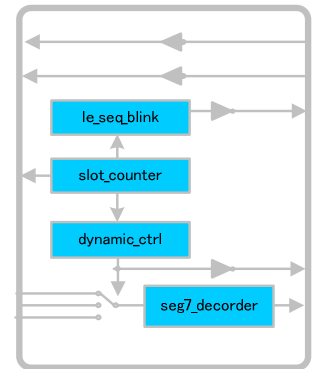 le_seq_blink
slot_counter
dynamic_ctrl
seg7_decorder